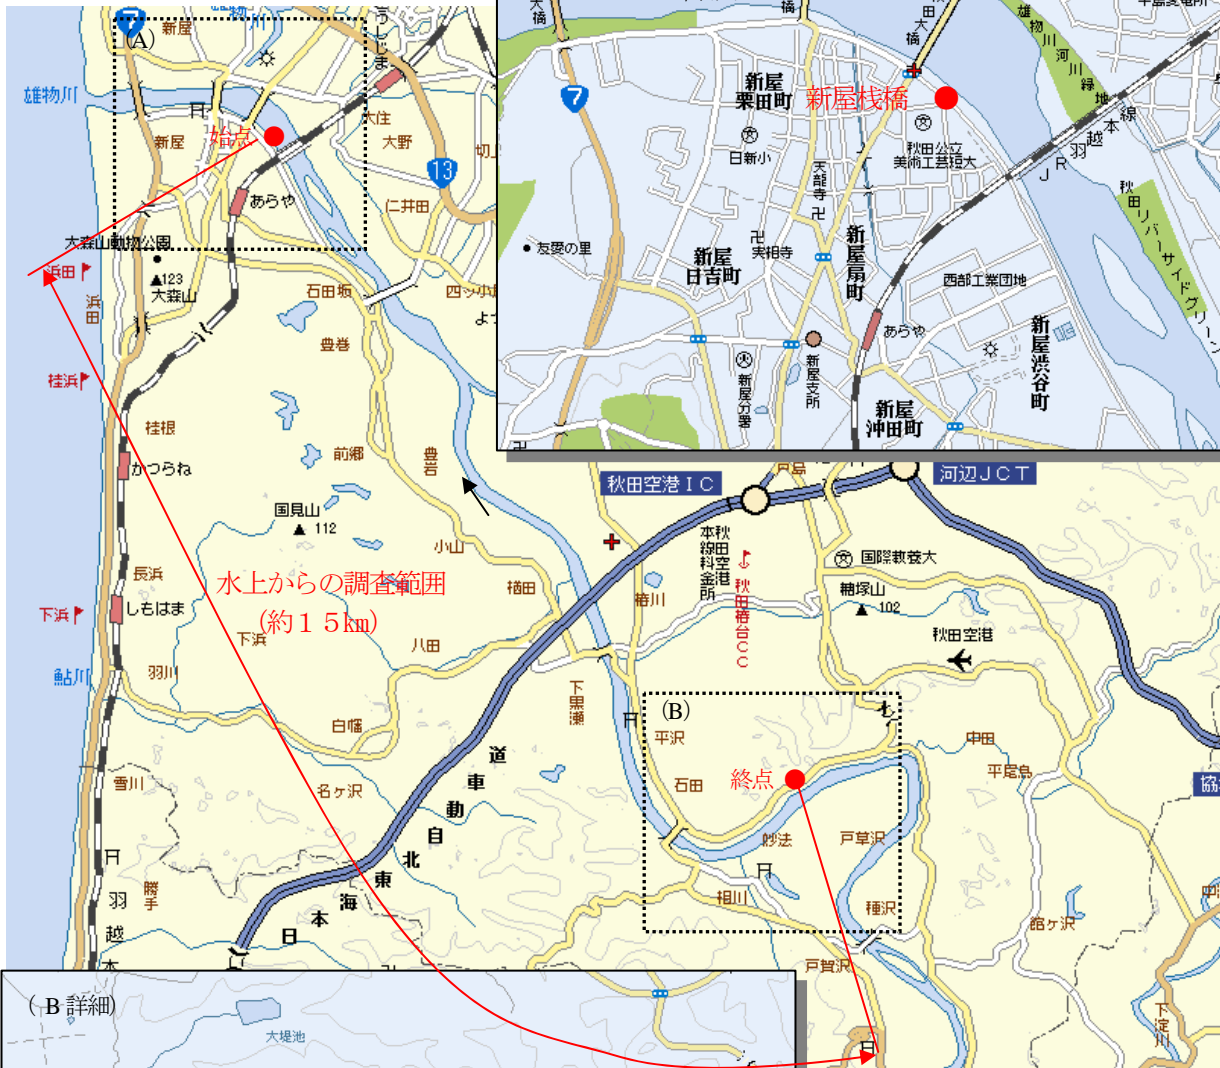 7
新屋
(A)
雄物川
新屋
始点
大住
大野
13
仁井田
あらや
大森山動物公園
浜田
123
大森山
浜田
石田坂
豊巻
桂浜
桂根
かつらね
前郷
豊岩
国見山
112
小山
長浜
しもはま
下浜
下浜
水上からの調査範囲
(約15㎞)
八田
羽川
鮎川
白幡
雪川
名ヶ沢
勝手
羽越本
日本海東北自動車道
下黒瀬
椿川
大橋
橋
田大橋
雄物川河川緑地
7
新屋栗田町
新屋桟橋
日新小
秋田公立
美術工芸短大
JR羽越本線
天龍寺
友愛の里
実相寺
新屋日吉町
新屋扇町
西部工業団地
秋田リバーサイドグリーン
あらや
新屋渋谷町
新屋支所
新屋分署
新屋沖田町
戸島
秋田空港IC
河辺JCT
秋田空港本線料金所
秋田椿台CC
国際教養大
糠塚山
102
秋田空港
(B)
平沢
石田
終点
妙法
戸草沢
中田
平尾鳥
相川
種沢
館ヶ沢
戸賀沢
下淀川
(B詳細)
大堤池